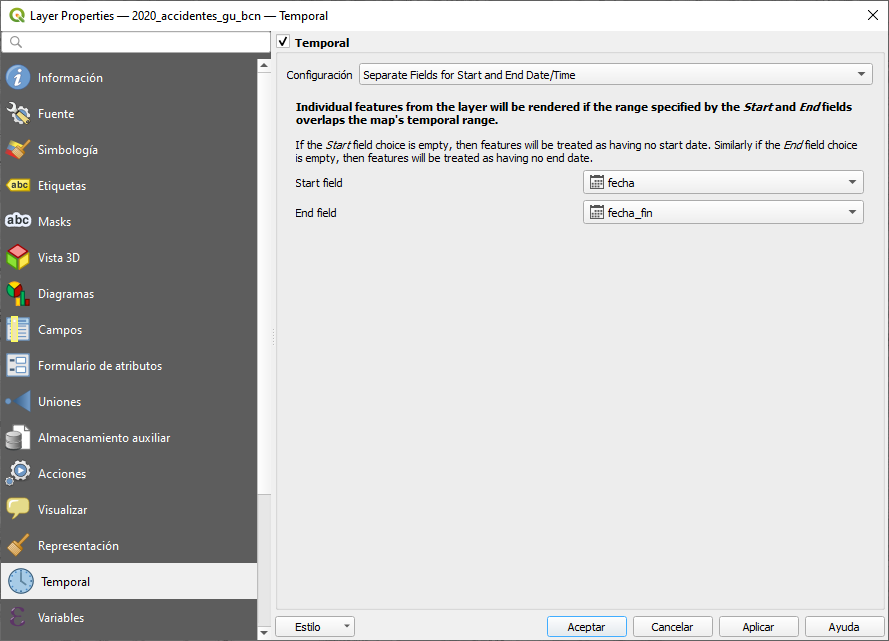 Layer Properties — 2020_accidentes_gu_bcn — Temporal
Temporal
Configuración Separate Fields for Start and End Date/Time
Individual features from the layer will be rendered if the range specified by the Start and End fields
overlaps the map's temporal range.
If the Start field choice is empty, then features will be treated as having no start date. Similarly if the End field choice
is empty, then features will be treated as having no end date.
Start field fecha
End field fecha_fin
Información
Fuente
Simbología
abc Etiquetas
abc Masks
Vista 3D
Diagramas
Campos
Formulario de atributos
Uniones
Almacenamiento auxiliar
Acciones
Visualizar
Representación
Temporal
Variables
Estilo Aceptar Cancelar Aplicar Ayuda